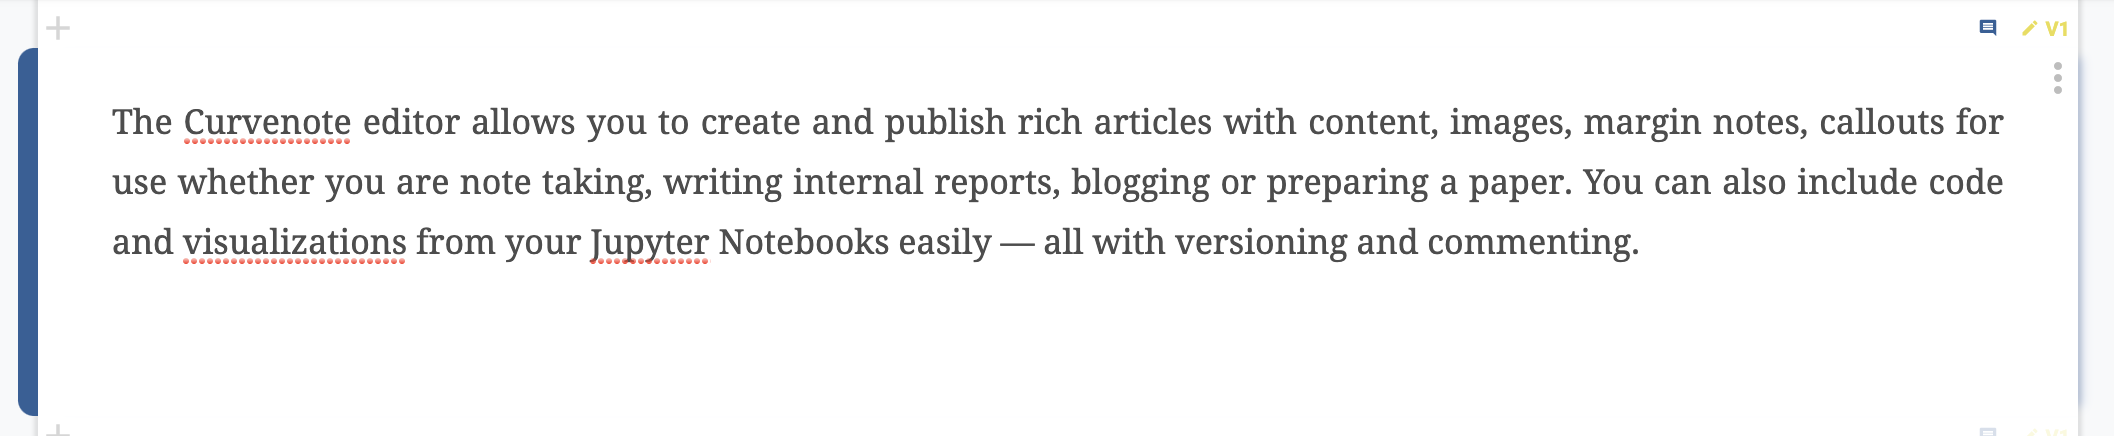 V1
The Curvenote editor allows you to create and publish rich articles with content, images, margin notes, callouts for
use whether you are note taking, writing internal reports, blogging or preparing a paper. You can also include code
and visualizations from your Jupyter Notebooks easily — all with versioning and commenting.